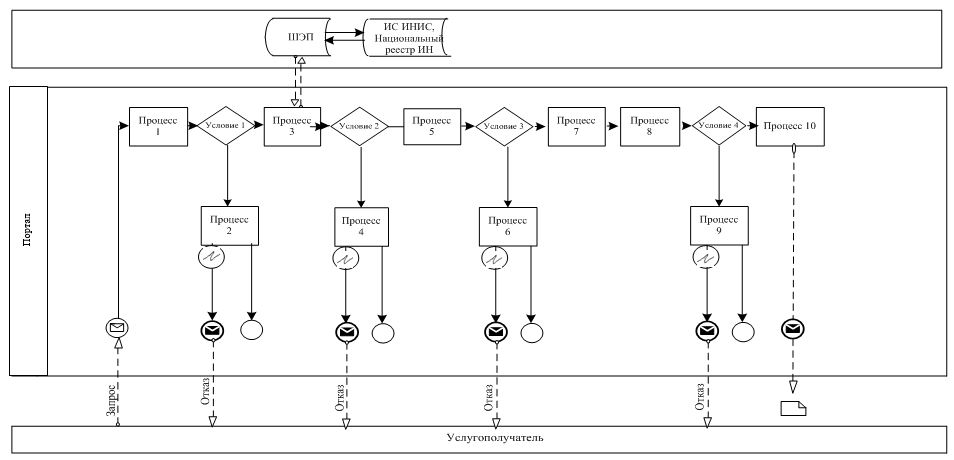 ШЭП
ИС ИНИС,
Национальный
реестр ИН
Портал
Процесс
1
Условие 1
Процесс
3
Условие 2
Процесс
5
Условие 3
Процесс
7
Процесс
8
Условие 4
Процесс 10
Процесс
2
Процесс
4
Процесс
6
Процесс
9
Запрос
Отказ
Отказ
Отказ
Отказ
Услугополучатель